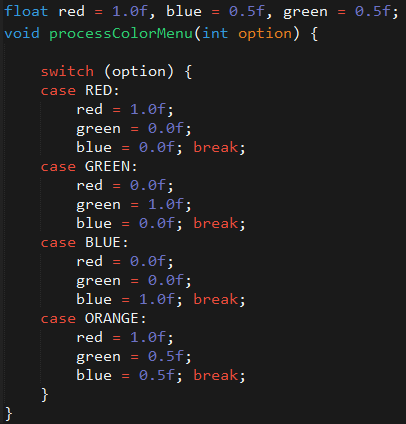 float red = 1.0f, blue = 0.5f, green = 0.5f;
void processColorMenu(int option) {
    switch (option) {
    case RED:
        red = 1.0f;
        green = 0.0f;
        blue = 0.0f; break;
    case GREEN:
        red = 0.0f;
        green = 1.0f;
        blue = 0.0f; break;
    case BLUE:
        red = 0.0f;
        green = 0.0f;
        blue = 1.0f; break;
    case ORANGE:
        red = 1.0f;
        green = 0.5f;
        blue = 0.5f; break;
    }
}